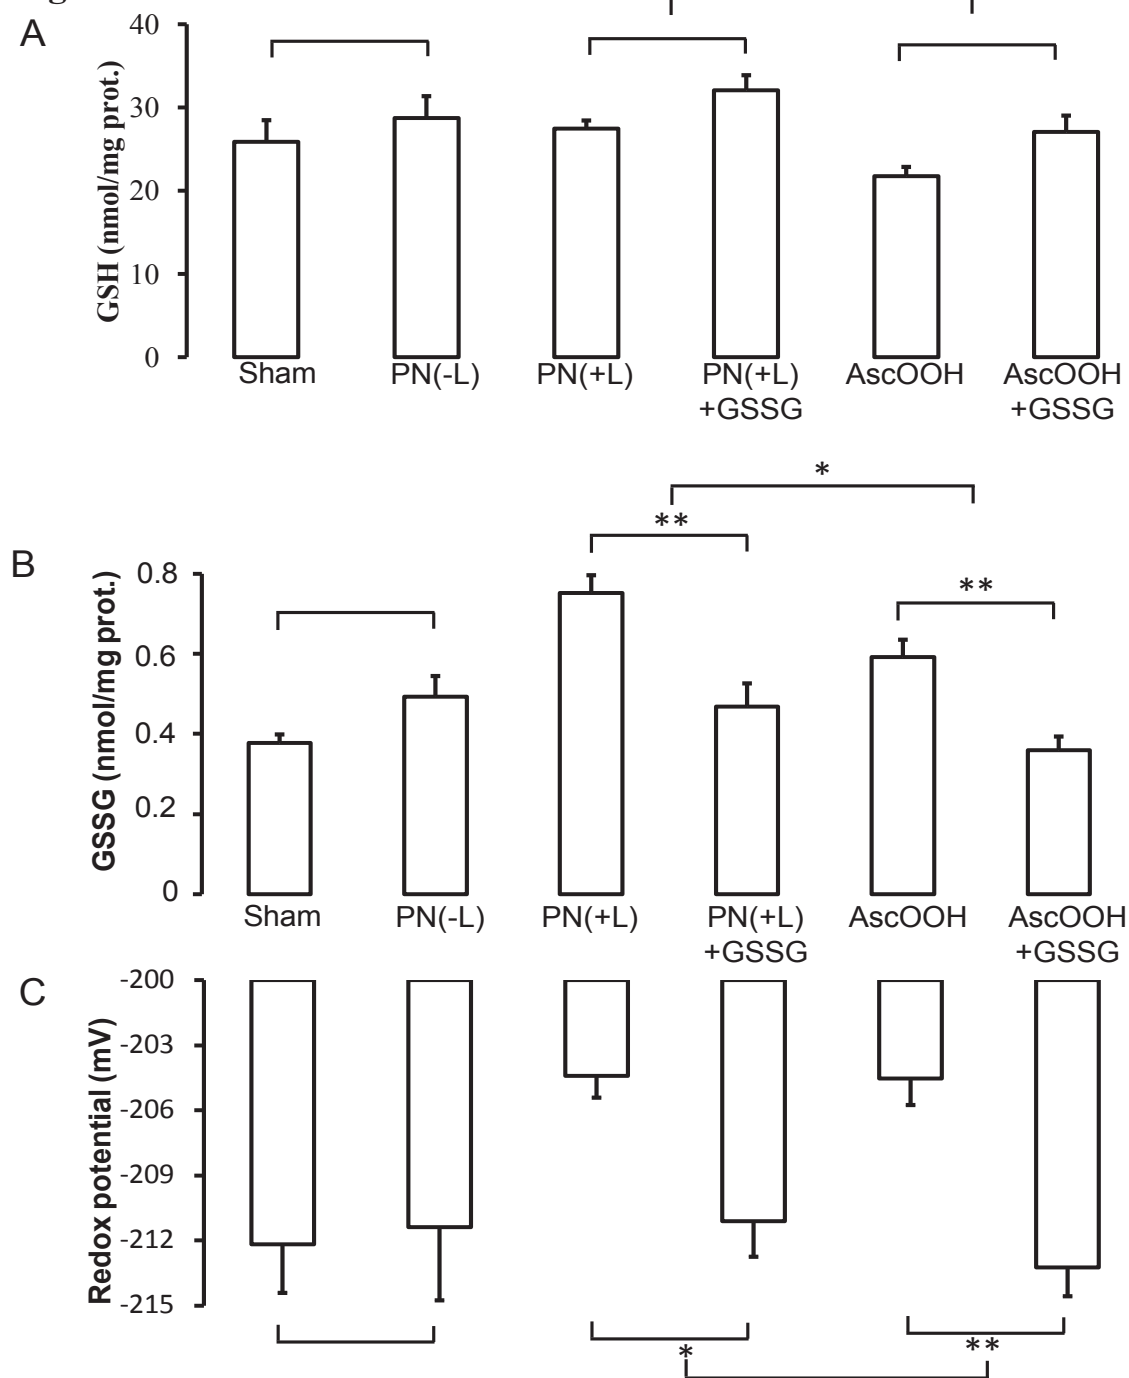 A
GSH (nmol/mg prot.)
40
30
20
10
0
Sham PN(-L) PN(+L) PN(+L) AscOOH AscOOH
+GSSG +GSSG
*
**
B
**
GSSG (nmol/mg prot.)
0.8
0.6
0.4
0.2
0
Sham PN(-L) PN(+L) PN(+L) AscOOH AscOOH
+GSSG +GSSG
C
Redox potential (mV)
-200
-203
-206
-209
-212
-215
* **